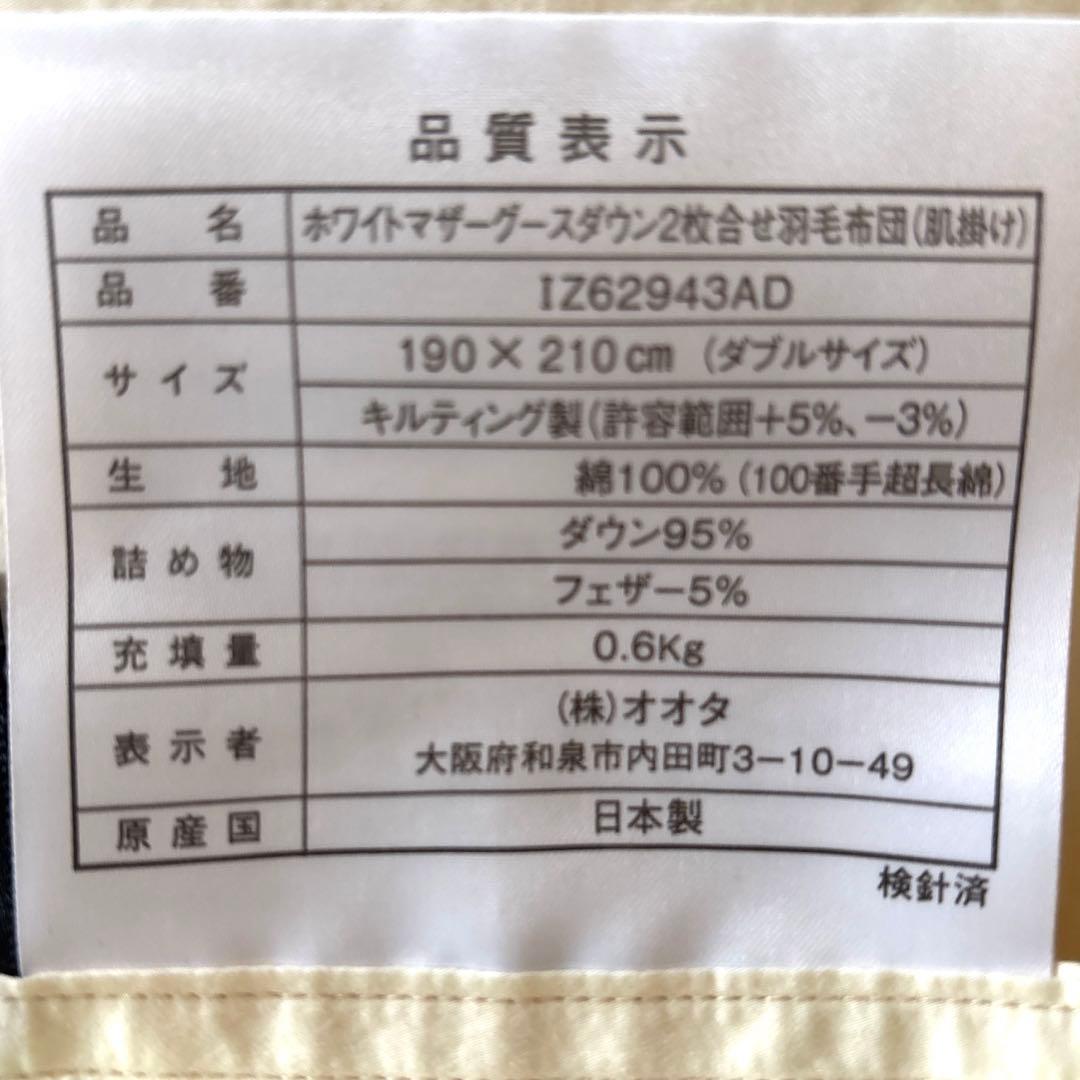 品質表示
品名 ホワイトマザーグースダウン2枚合せ羽毛布団(肌掛け)
品番 IZ62943AD
サイズ 190×210cm (ダブルサイズ)
キルティング製(許容範囲+5%、-3%)
生地 綿100% (100番手超長綿)
詰め物 ダウン95%
フェザー5%
充填量 0.6Kg
表示者 (株)オオタ
大阪府和泉市内田町3-10-49
原産国 日本製
検針済